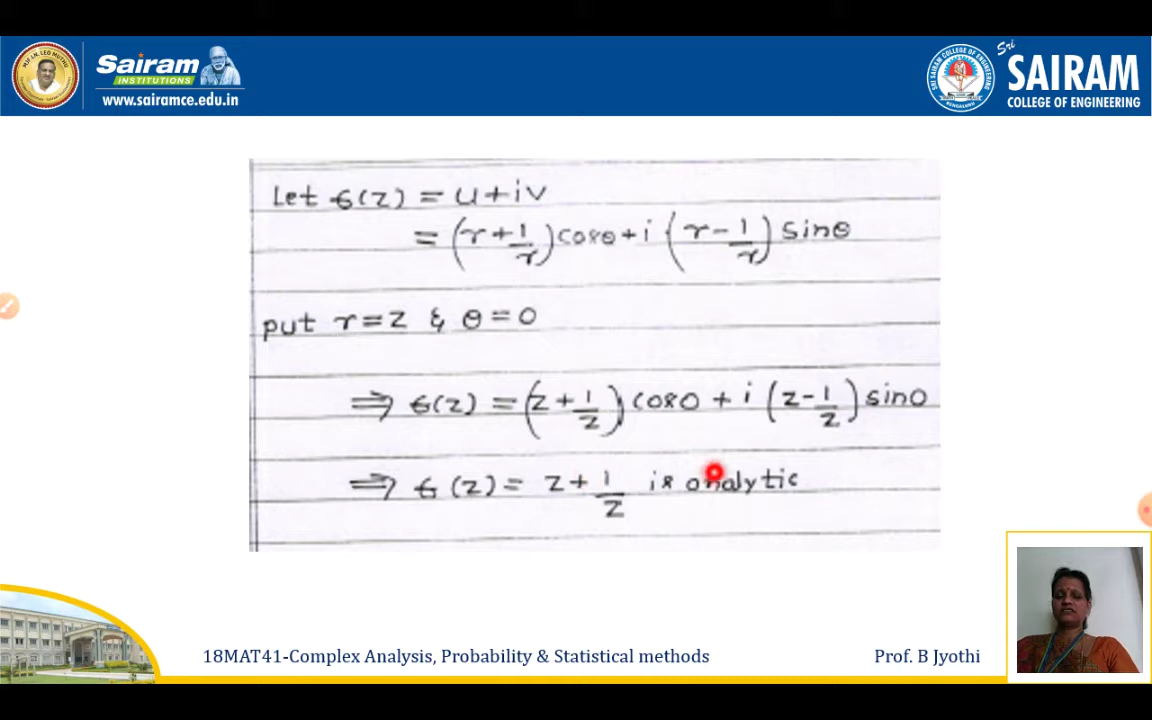 Sairam
INSTITUTIONS
www.sairamce.edu.in
Sri
SAIRAM
COLLEGE OF ENGINEERING
Let f(z) = u+iv
= (r+1/r)cosθ+i (r-1/r) sinθ
put r=z & θ=0
⇒ f(z) = (z+1/z) cos0 + i (z-1/z) sin0
⇒ f(z) = z+1/z is analytic
18MAT41-Complex Analysis, Probability & Statistical methods
Prof. B Jyothi